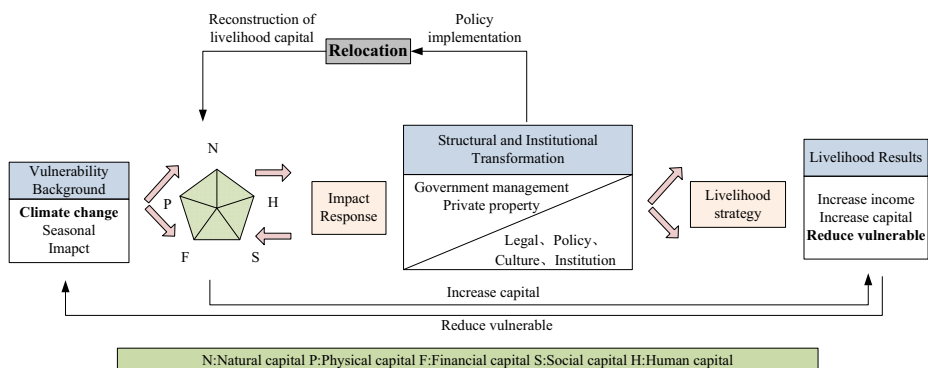 Reconstruction of
livelihood capital
Policy
implementation
Relocation
Vulnerability
Background
Climate change
Seasonal
Imapct
N
P
H
F
S
Impact
Response
Structural and Institutional
Transformation
Government management
Private property
Legal、Policy、
Culture、Institution
Livelihood
strategy
Livelihood Results
Increase income
Increase capital
Reduce vulnerable
Increase capital
Reduce vulnerable
N:Natural capital P:Physical capital F:Financial capital S:Social capital H:Human capital